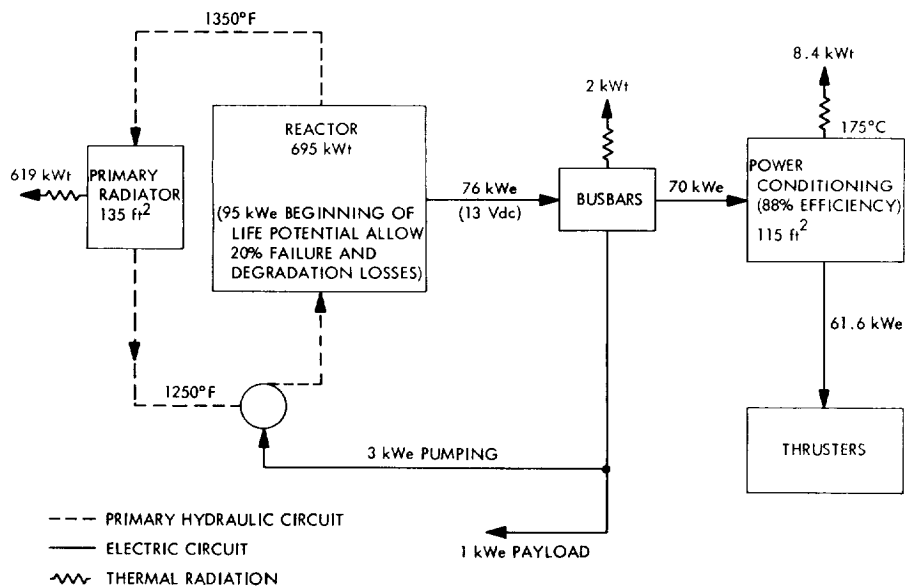 1350°F
8.4 kWt
2 kWt
175°C
REACTOR
695 kWt
619 kWt
PRIMARY
RADIATOR
135 ft²
(95 kWe BEGINNING OF
LIFE POTENTIAL ALLOW
20% FAILURE AND
DEGRADATION LOSSES)
76 kWe
(13 Vdc)
BUSBARS
70 kWe
POWER
CONDITIONING
(88% EFFICIENCY)
115 ft²
61.6 kWe
1250°F
3 kWe PUMPING
THRUSTERS
1 kWe PAYLOAD
PRIMARY HYDRAULIC CIRCUIT
ELECTRIC CIRCUIT
THERMAL RADIATION